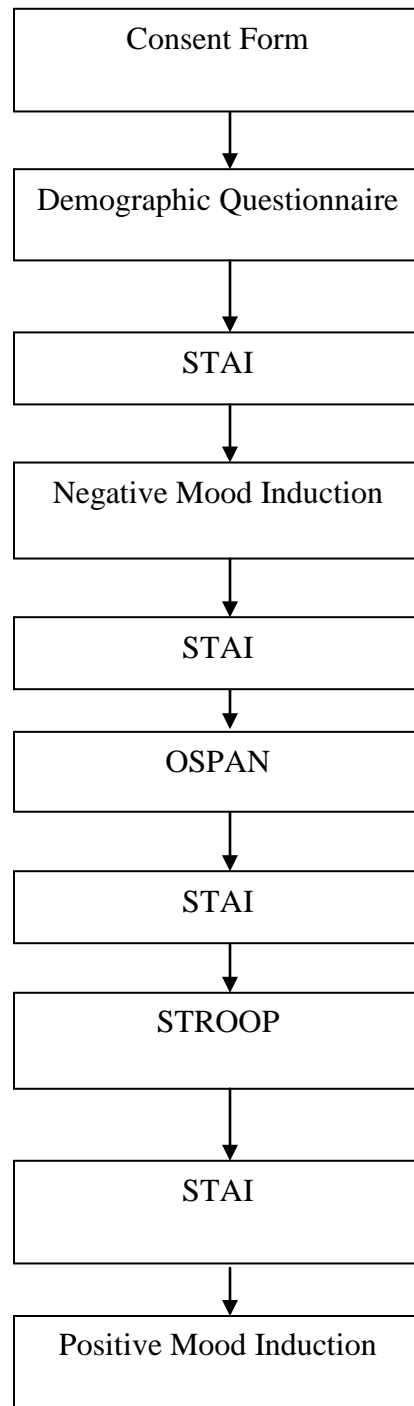 Consent Form
Demographic Questionnaire
STAI
Negative Mood Induction
STAI
OSPAN
STAI
STROOP
STAI
Positive Mood Induction